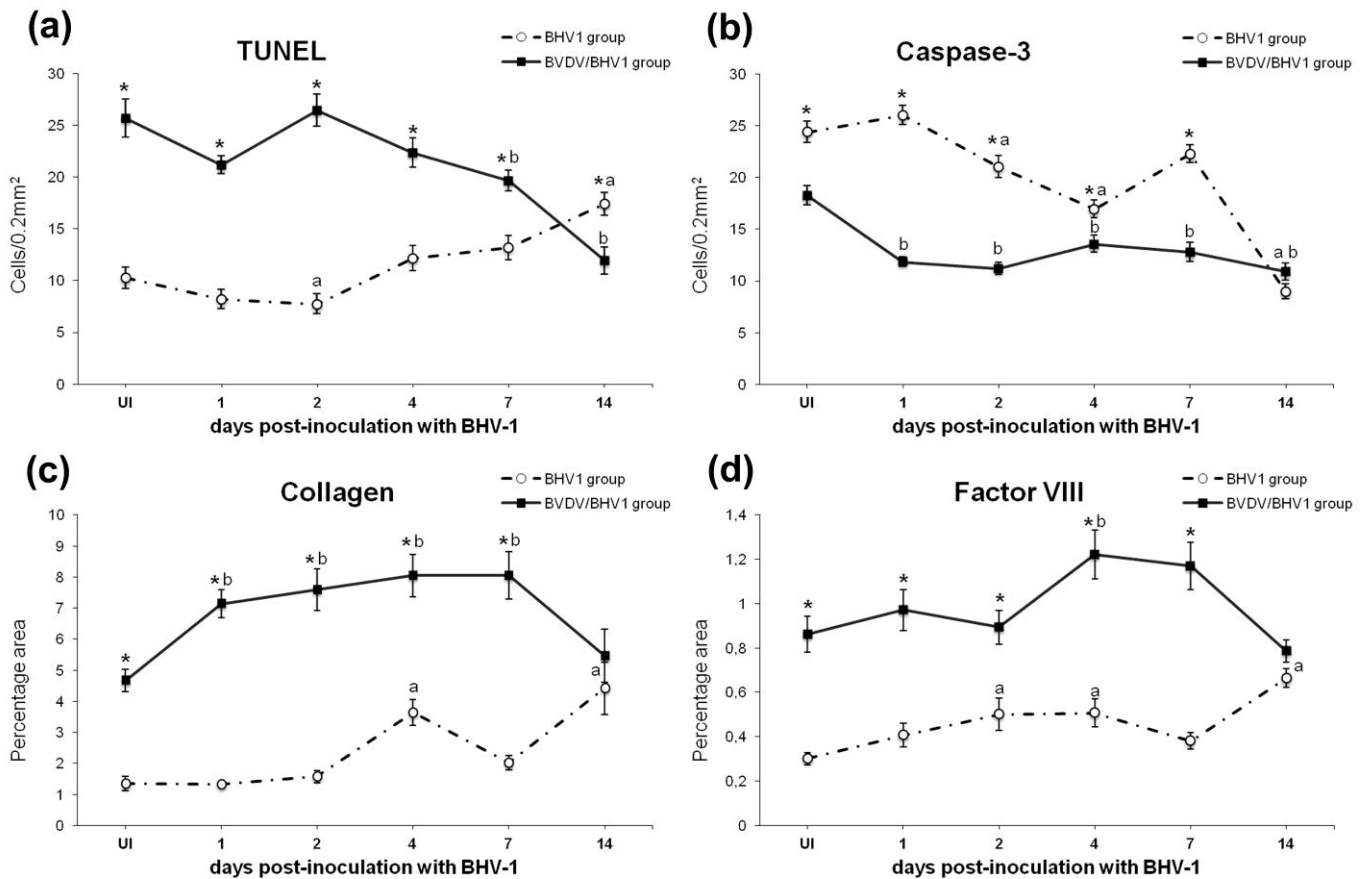 (a)
TUNEL
BHV1 group
BVDV/BHV1 group
Cells/0.2mm²
30
25
20
15
10
5
0
*
*
*
*
* b
* a
a
b
UI 1 2 4 7 14
days post-inoculation with BHV-1
(b)
Caspase-3
BHV1 group
BVDV/BHV1 group
Cells/0.2mm²
30
25
20
15
10
5
0
*
*
* a
* a
*
b
b
b
b
a b
UI 1 2 4 7 14
days post-inoculation with BHV-1
(c)
Collagen
BHV1 group
BVDV/BHV1 group
Percentage area
10
9
8
7
6
5
4
3
2
1
0
*
* b
* b
* b
* b
a
a
UI 1 2 4 7 14
days post-inoculation with BHV-1
(d)
Factor VIII
BHV1 group
BVDV/BHV1 group
Percentage area
1,4
1,2
1
0,8
0,6
0,4
0,2
0
*
*
*
* b
*
a
a
a
UI 1 2 4 7 14
days post-inoculation with BHV-1